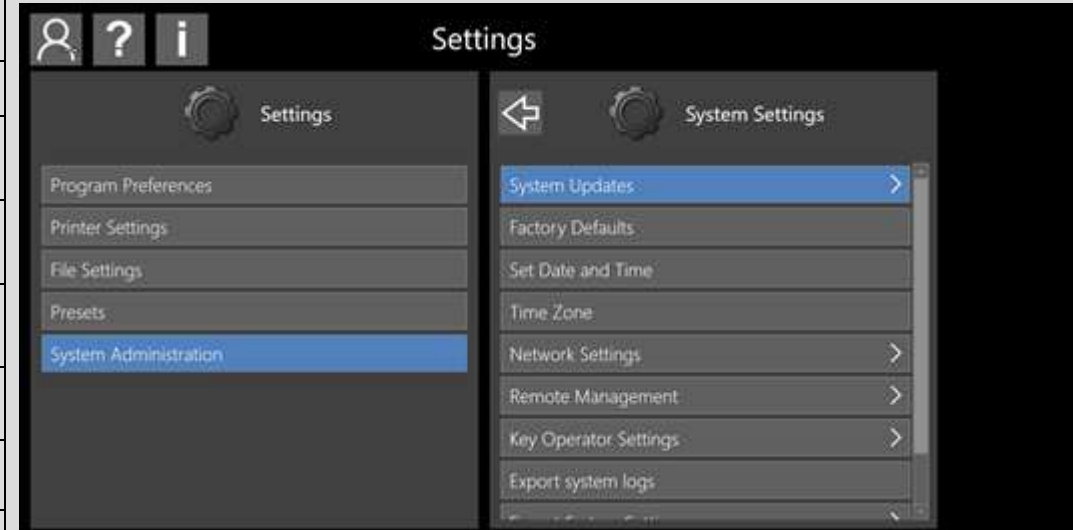 ? i Settings
Settings
System Settings
Program Preferences
Printer Settings
File Settings
Presets
System Administration
System Updates
Factory Defaults
Set Date and Time
Time Zone
Network Settings
Remote Management
Key Operator Settings
Export system logs